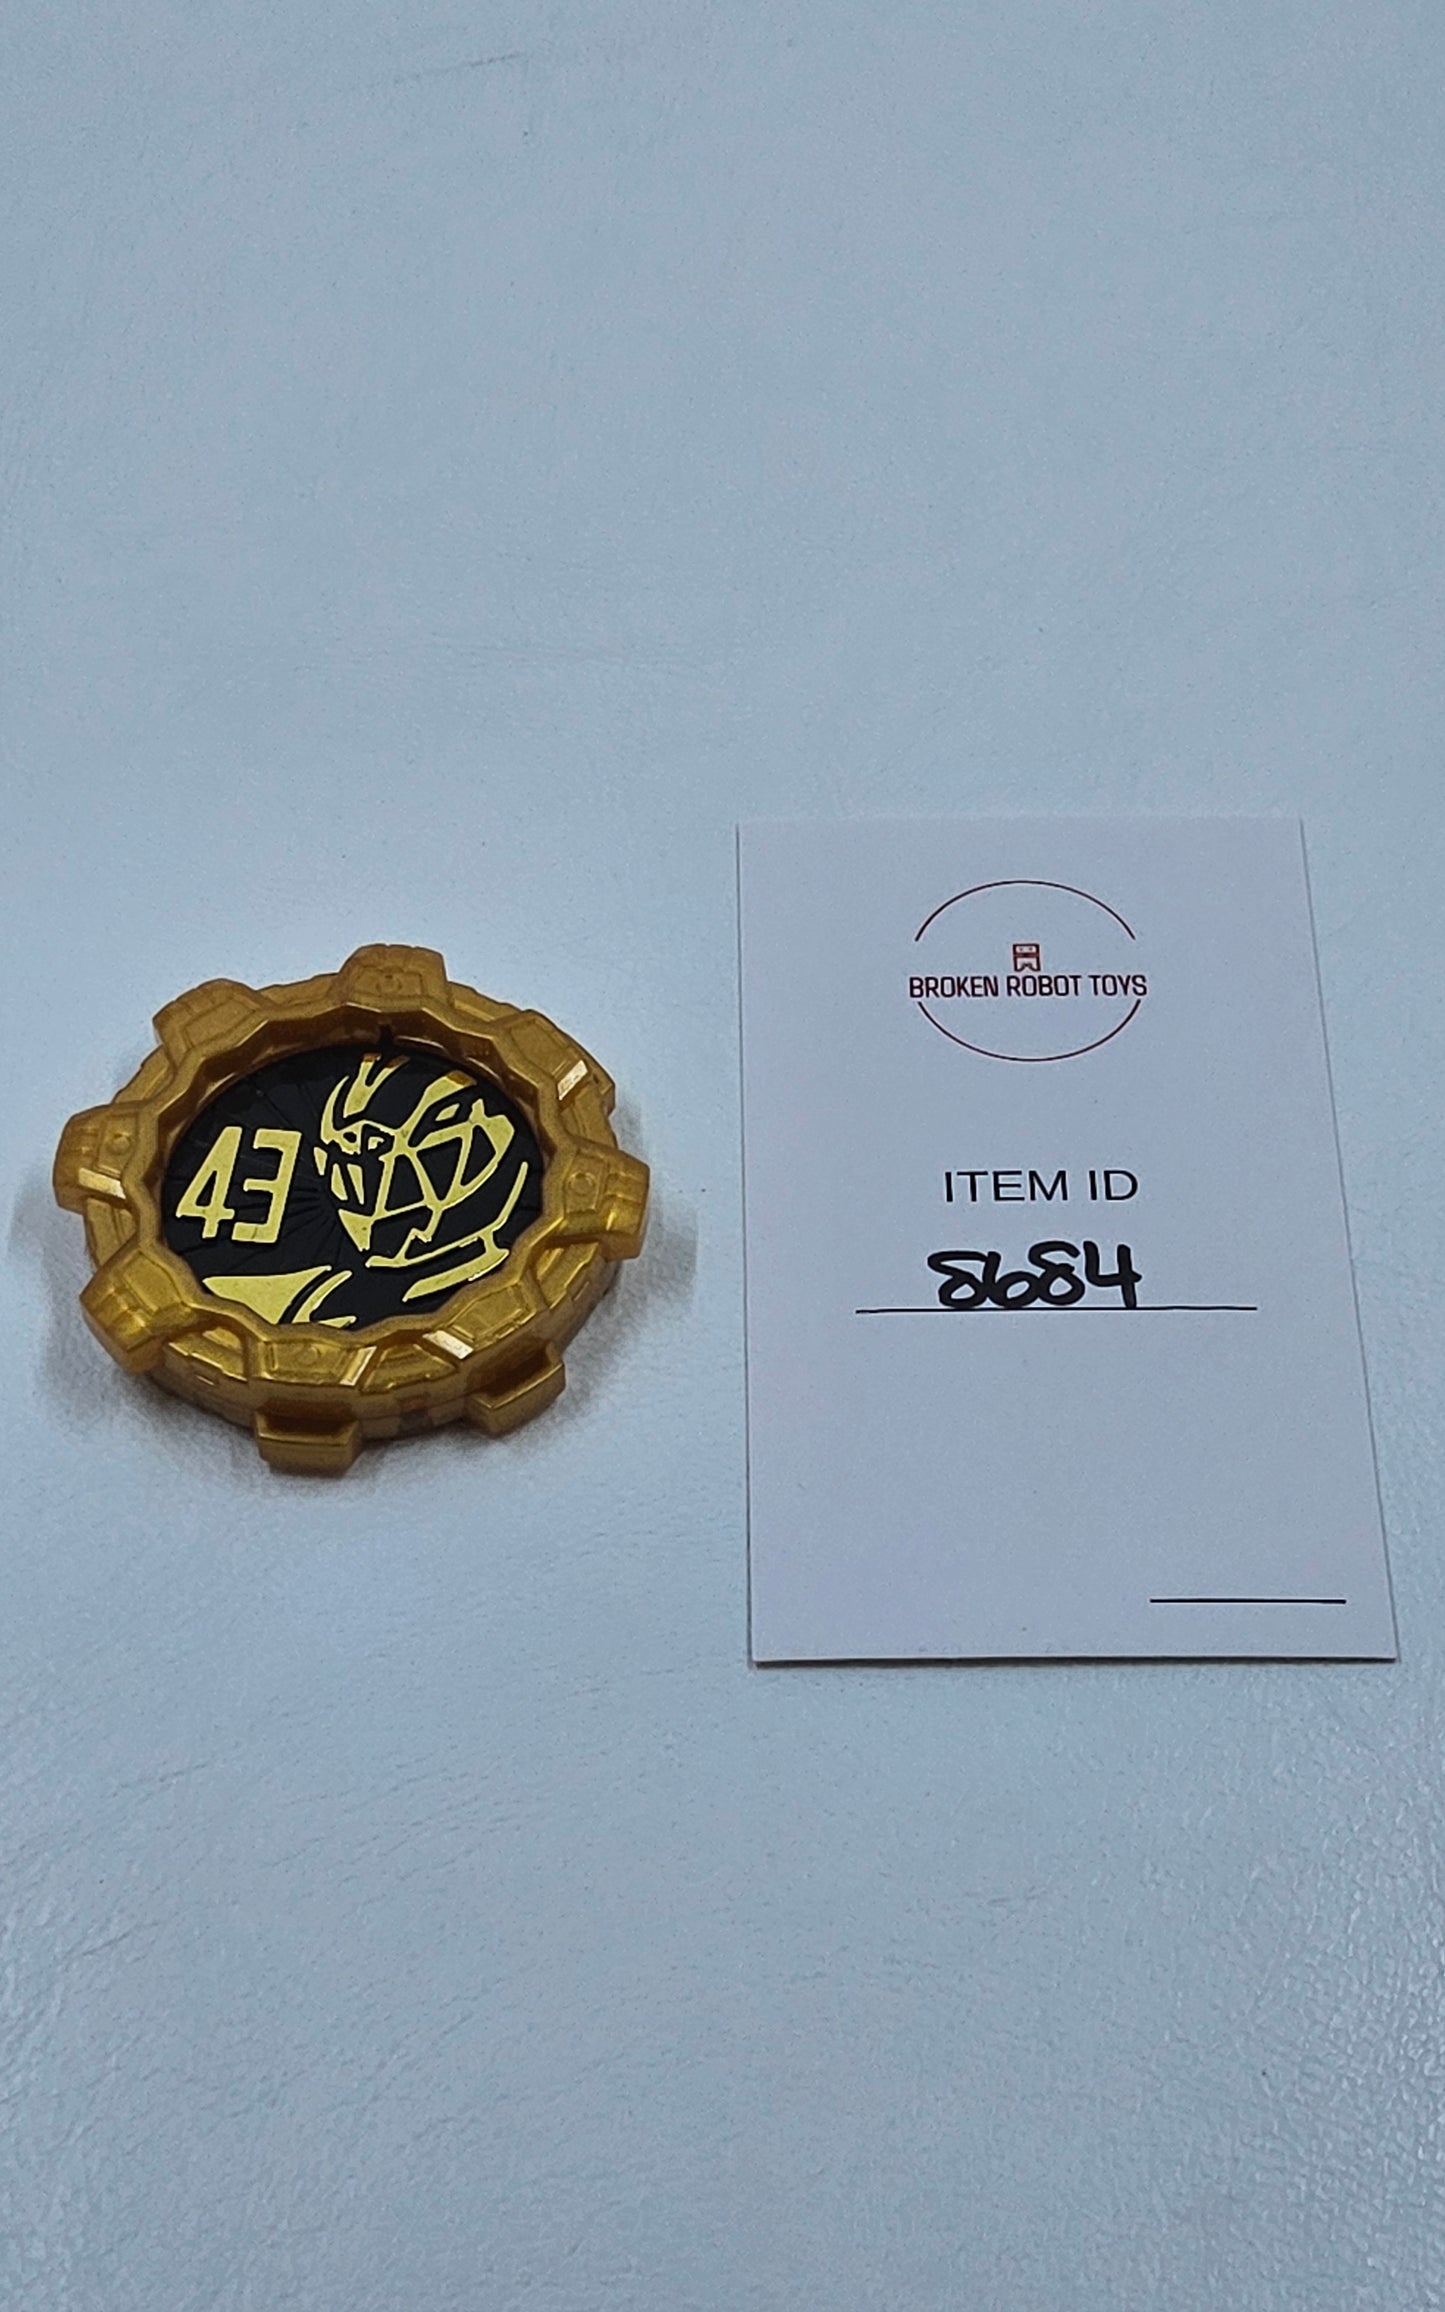 43
BROKEN ROBOT TOYS
ITEM ID
8684